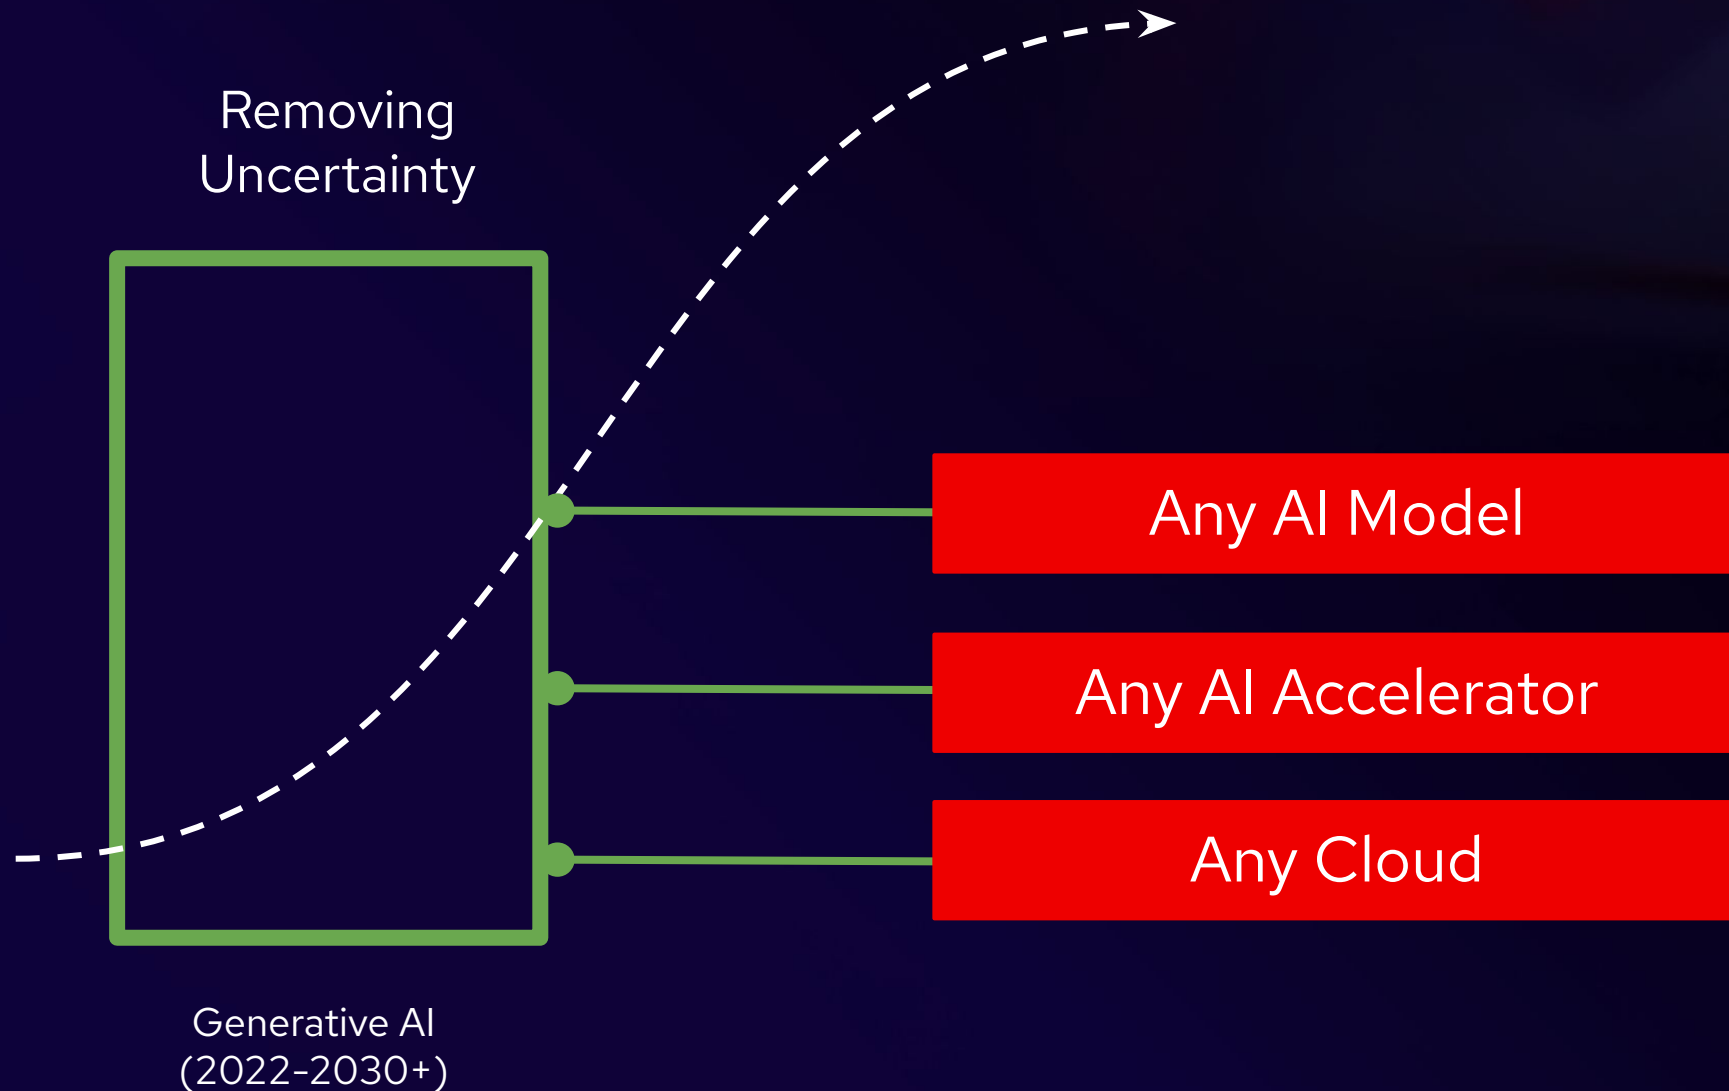 Removing
Uncertainty
Any AI Model
Any AI Accelerator
Any Cloud
Generative AI
(2022-2030+)